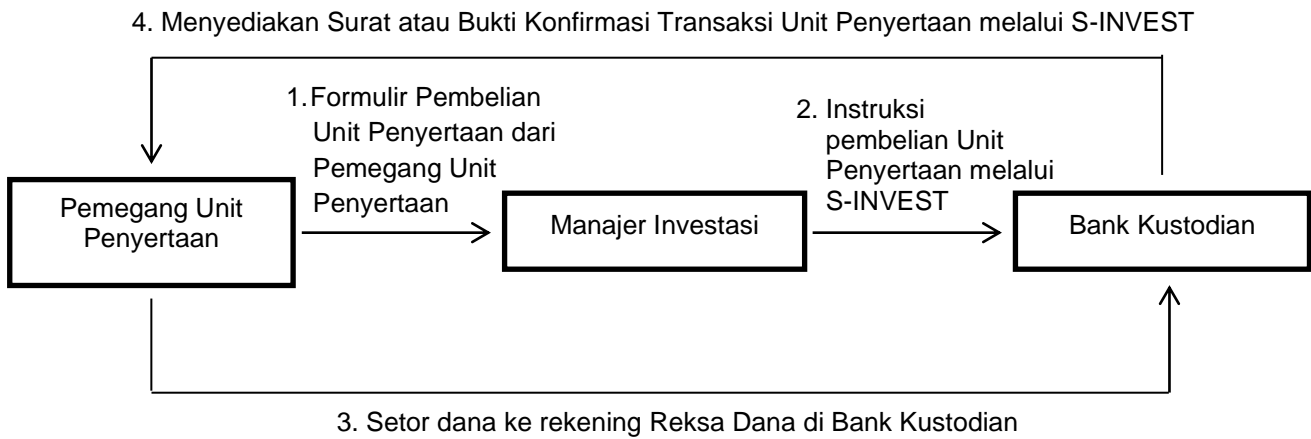 4. Menyediakan Surat atau Bukti Konfirmasi Transaksi Unit Penyertaan melalui S-INVEST
1.Formulir Pembelian
Unit Penyertaan dari
Pemegang Unit
Penyertaan
2. Instruksi
pembelian Unit
Penyertaan melalui
S-INVEST
Pemegang Unit
Penyertaan
Manajer Investasi
Bank Kustodian
3. Setor dana ke rekening Reksa Dana di Bank Kustodian